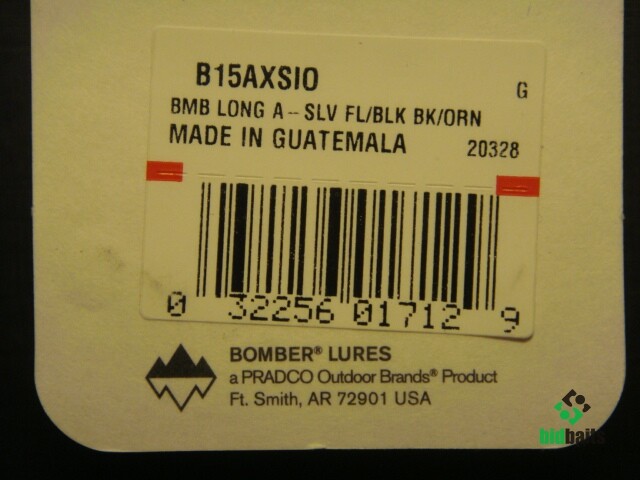 B15AXSIO
G
BMB LONG A - SLV FL/BLK BK/ORN
MADE IN GUATEMALA 20328
0 32256 01712 9
BOMBER® LURES
a PRADCO Outdoor Brands® Product
Ft. Smith, AR 72901 USA
bidbaits